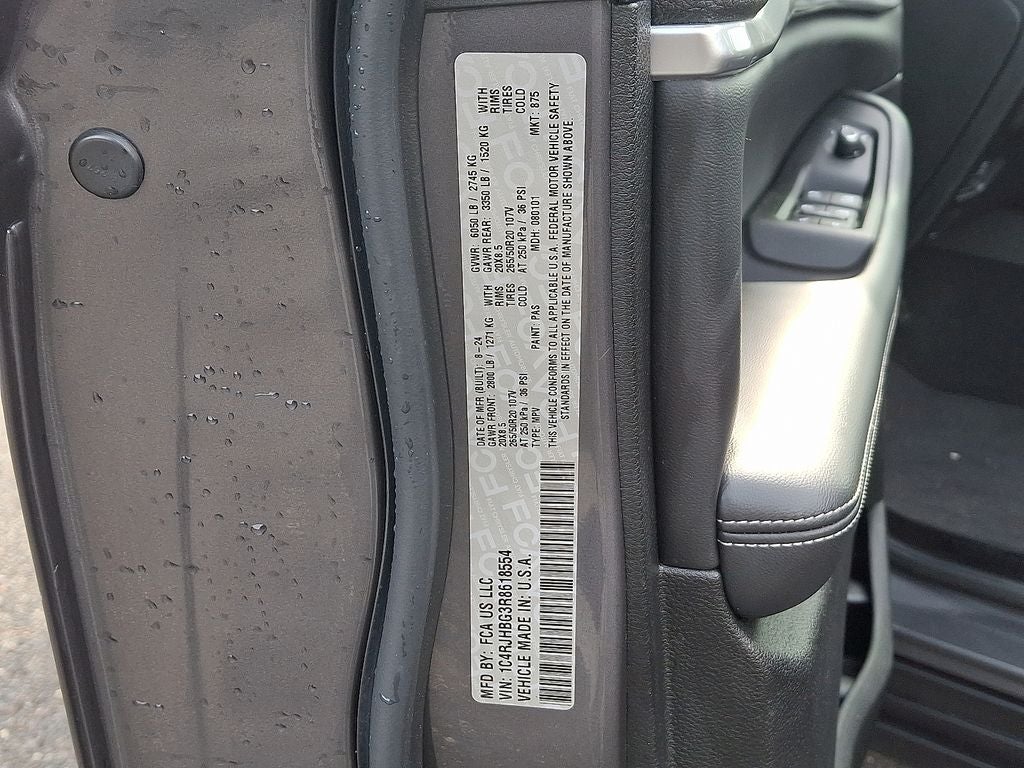 MFD BY: FCA US LLC
DATE OF MFR (BUILT): 8-24 GVWR: 6050 LB / 2745 KG
GAWR FRONT: 2800 LB / 1271 KG WITH GAWR REAR: 3350 LB / 1520 KG WITH
20X8.5 RIMS 20X8.5 RIMS
265/50R20 107V TIRES 265/50R20 107V TIRES
AT 250 kPa / 36 PSI COLD AT 250 kPa / 36 PSI COLD
VIN: 1C4RJHBG3R8618554
TYPE: MPV PAINT: PAS MDH: 080101 MKT: 875
VEHICLE MADE IN: U.S.A.
THIS VEHICLE CONFORMS TO ALL APPLICABLE U.S.A. FEDERAL MOTOR VEHICLE SAFETY
STANDARDS IN EFFECT ON THE DATE OF MANUFACTURE SHOWN ABOVE.